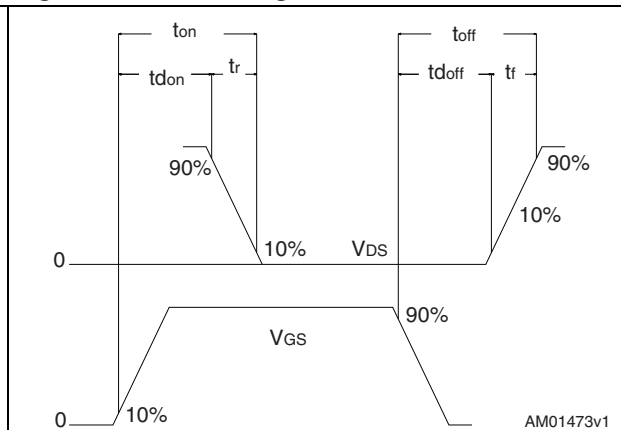 ton toff
tdon tr tdoff tf
90% 90%
10%
0 10% VDS
90%
VGS
0 10%
AM01473v1